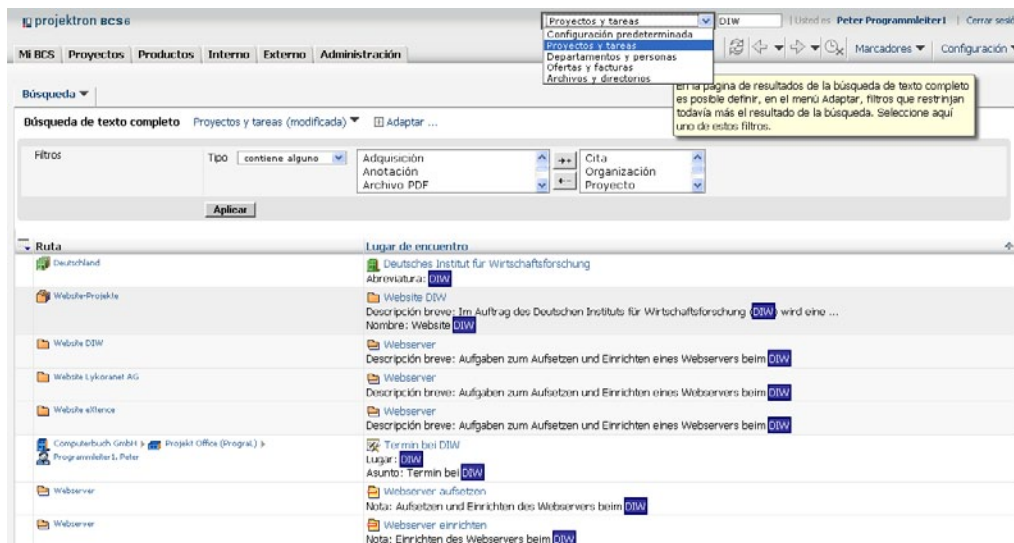 projektron BCS6
Proyectos y tareas DIW Usted es Peter Programmleiter1 Cerrar sesió
Configuración predeterminada
Proyectos y tareas
Departamentos y personas
Ofertas y facturas
Archivos y directorios
Mi BCS Proyectos Productos Interno Externo Administración Marcadores Configuración
En la página de resultados de la búsqueda de texto completo
es posible definir, en el menú Adaptar, filtros que restrinjan
todavía más el resultado de la búsqueda. Seleccione aquí
uno de estos filtros.
Búsqueda
Búsqueda de texto completo Proyectos y tareas (modificada) Adaptar ...
Filtros Tipo contiene alguno
Adquisición
Anotación
Archivo PDF
Cita
Organización
Proyecto
Aplicar
Ruta Lugar de encuentro
Deutschland Deutsches Institut für Wirtschaftsforschung
Abreviatura: DIW
Website-Projekte Website DIW
Descripción breve: Im Auftrag des Deutschen Instituts für Wirtschaftsforschung (DIW) wird eine ...
Nombre: Website DIW
Website DIW Webserver
Descripción breve: Aufgaben zum Aufsetzen und Einrichten eines Webservers beim DIW
Website Lykoranet AG Webserver
Descripción breve: Aufgaben zum Aufsetzen und Einrichten eines Webservers beim DIW
Website eXtence Webserver
Descripción breve: Aufgaben zum Aufsetzen und Einrichten eines Webservers beim DIW
Computerbuch GmbH Projekt Office (Progral.) Termin bei DIW
Programmleiter1, Peter Lugar: DIW
Asunto: Termin bei DIW
Webserver Webserver aufsetzen
Nota: Aufsetzen und Einrichten des Webservers beim DIW
Webserver Webserver einrichten
Nota: Einrichten des Webservers beim DIW